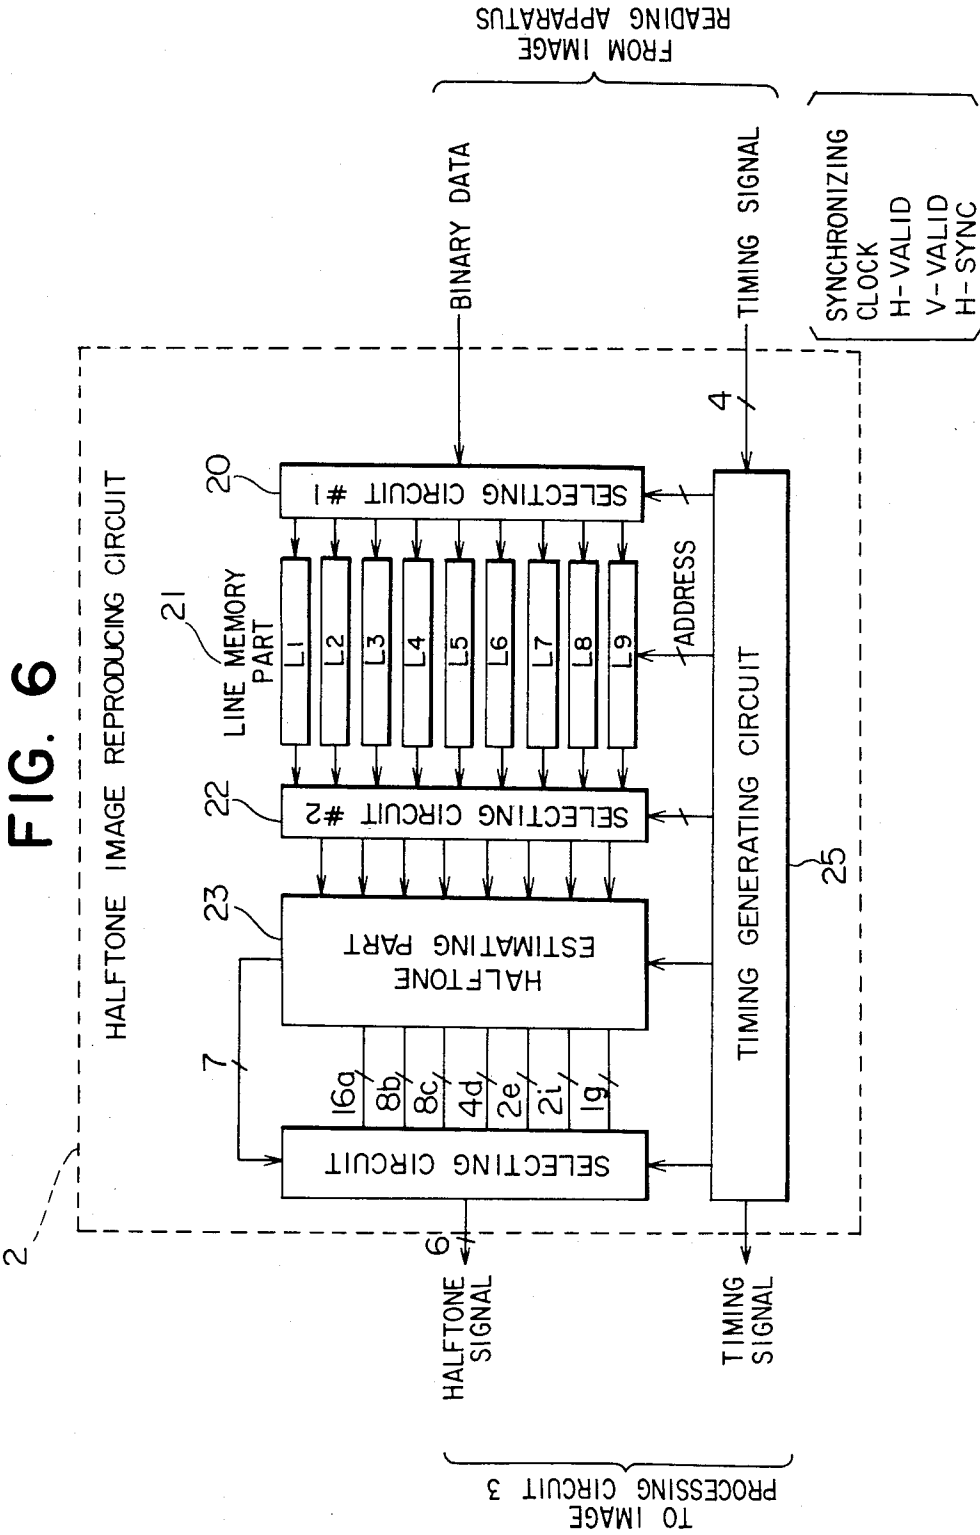 FIG. 6
2
HALFTONE IMAGE REPRODUCING CIRCUIT
7
23
22
21
LINE MEMORY
PART
20
SELECTING CIRCUIT
16a
8b
8c
4d
2e
2i
1g
HALFTONE
ESTIMATING PART
SELECTING CIRCUIT #2
L1
L2
L3
L4
L5
L6
L7
L8
L9
SELECTING CIRCUIT #1
ADDRESS
TIMING GENERATING CIRCUIT
25
6
HALFTONE
SIGNAL
TIMING
SIGNAL
TO IMAGE
PROCESSING CIRCUIT 3
BINARY DATA
4
TIMING SIGNAL
FROM IMAGE
READING APPARATUS
SYNCHRONIZING
CLOCK
H-VALID
V-VALID
H-SYNC